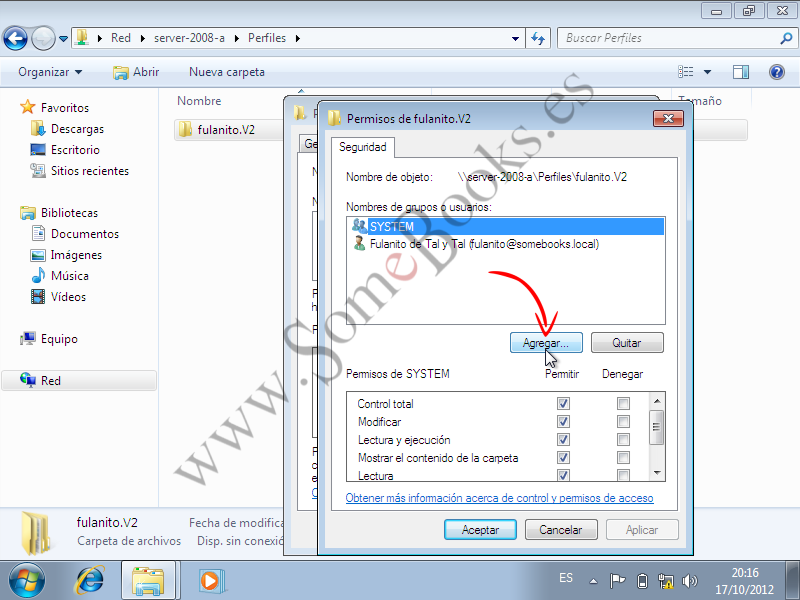 Red
server-2008-a
Perfiles
Buscar Perfiles
Organizar
Abrir
Nueva carpeta
Favoritos
Descargas
Escritorio
Sitios recientes
Bibliotecas
Documentos
Imágenes
Música
Vídeos
Equipo
Red
Nombre
Tamaño
fulanito.V2
Permisos de fulanito.V2
Seguridad
Nombre de objeto: \\server-2008-a\Perfiles\fulanito.V2
Nombres de grupos o usuarios:
SYSTEM
Fulanito de Tal y Tal (fulanito@somebooks.local)
Agregar...
Quitar
Permisos de SYSTEM
Permitir
Denegar
Control total
Modificar
Lectura y ejecución
Mostrar el contenido de la carpeta
Lectura
Obtener más información acerca de control y permisos de acceso
Aceptar
Cancelar
Aplicar
fulanito.V2
Carpeta de archivos
Fecha de modifica
Disp. sin conexió
ES
20:16
17/10/2012
www.SomeBooks.es